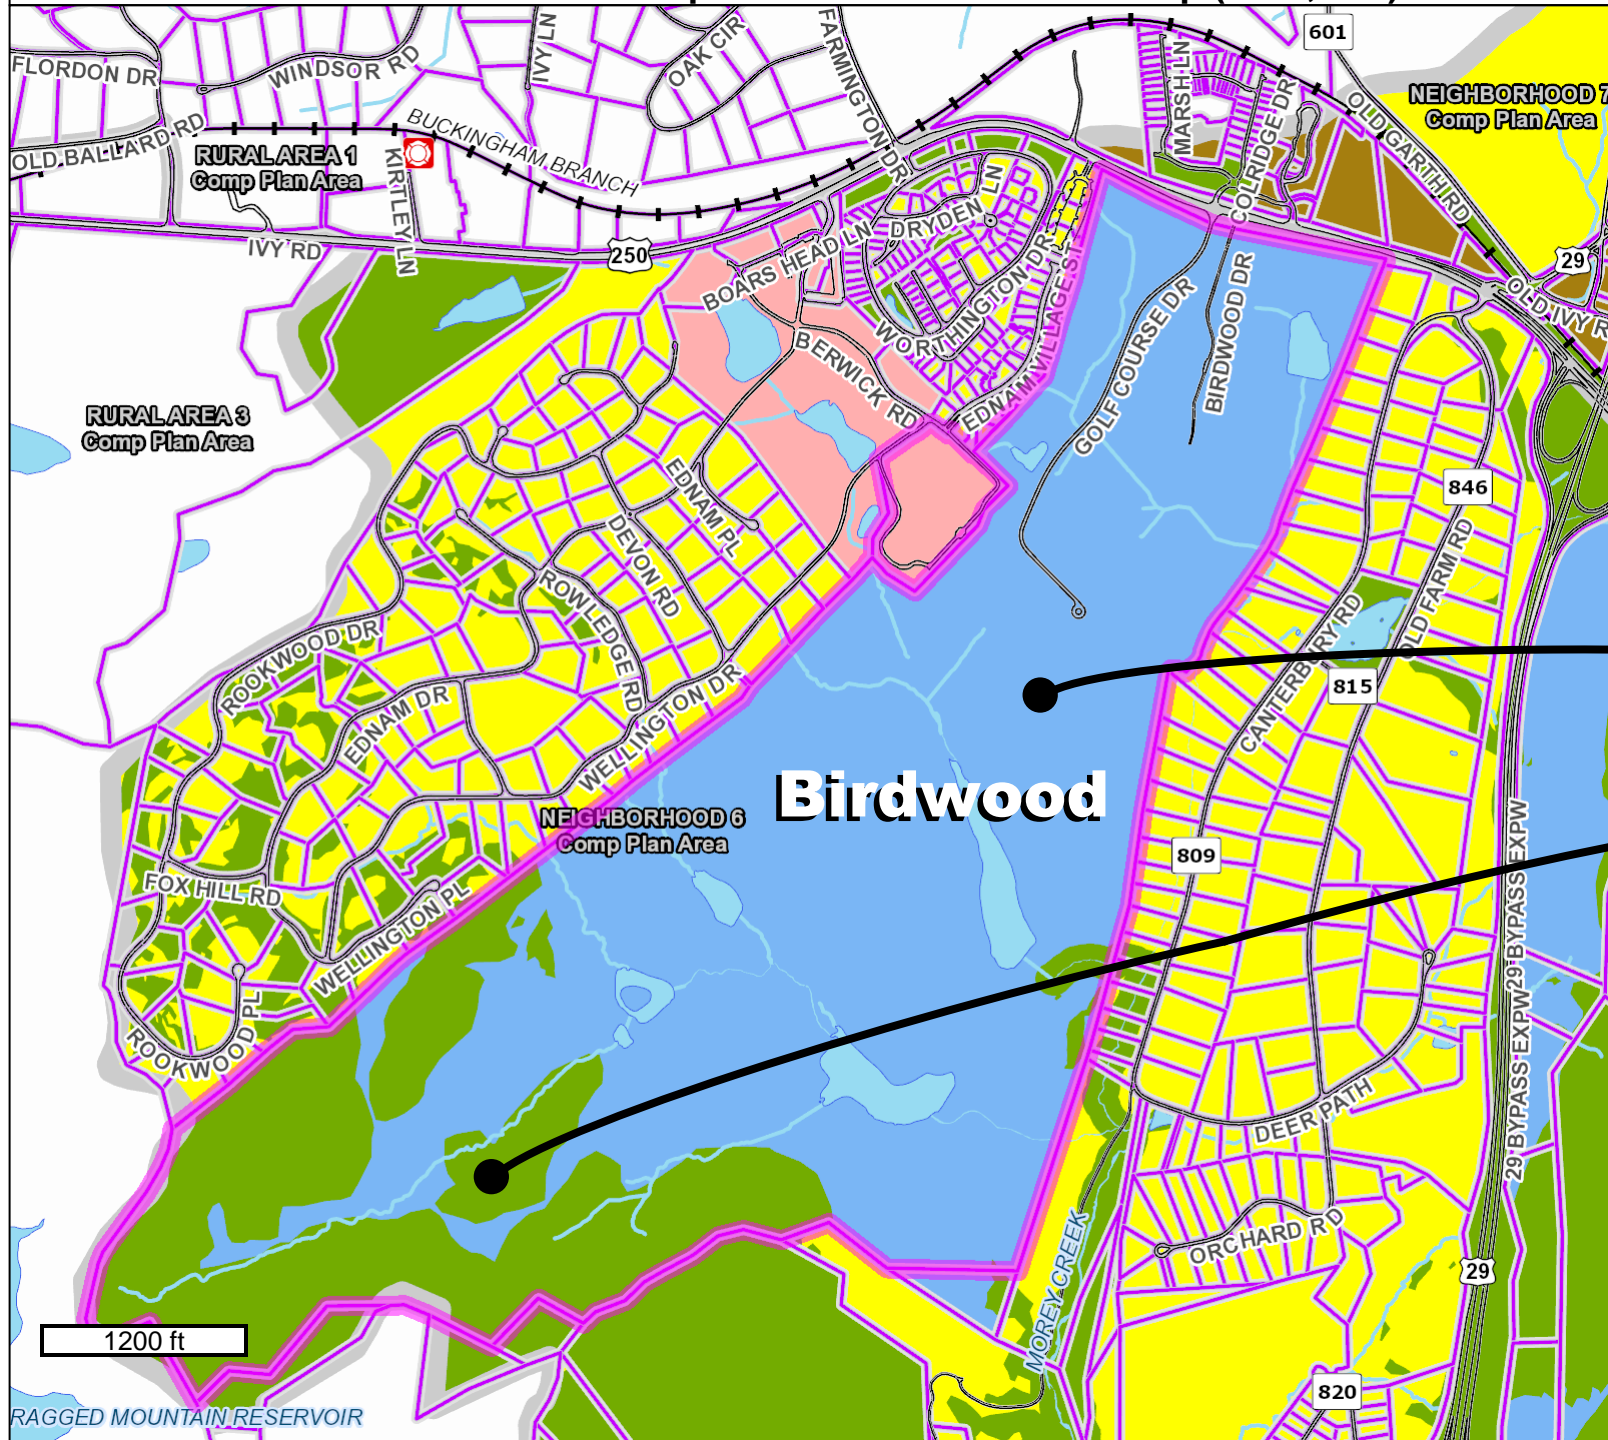 601
FLORDON DR
WINDSOR RD
IVY LN
OAK CIR
FARMINGTON DR
MARSH LN
COLRIDGE DR
OLD GARTH RD
NEIGHBORHOOD 7
Comp Plan Area
OLD BALLARD RD
RURAL AREA 1
Comp Plan Area
KIRTLEY LN
BUCKINGHAM BRANCH
IVY RD
250
BOARS HEAD LN
DRYDEN LN
WORTHINGTON DR
EDNAM VILLAGE ST
BERWICK RD
GOLF COURSE DR
BIRDWOOD DR
29
OLD IVY R
RURAL AREA 3
Comp Plan Area
EDNAM PL
DEVON RD
ROWLEDGE RD
846
OLD FARM RD
CANTERBURY RD
815
ROOKWOOD DR
EDNAM DR
WELLINGTON DR
Birdwood
NEIGHBORHOOD 6
Comp Plan Area
809
FOX HILL RD
WELLINGTON PL
ROOKWOOD PL
29 BYPASS EXPW
29 BYPASS EXPW
DEER PATH
ORCHARD RD
MOREY CREEK
29
1200 ft
820
RAGGED MOUNTAIN RESERVOIR